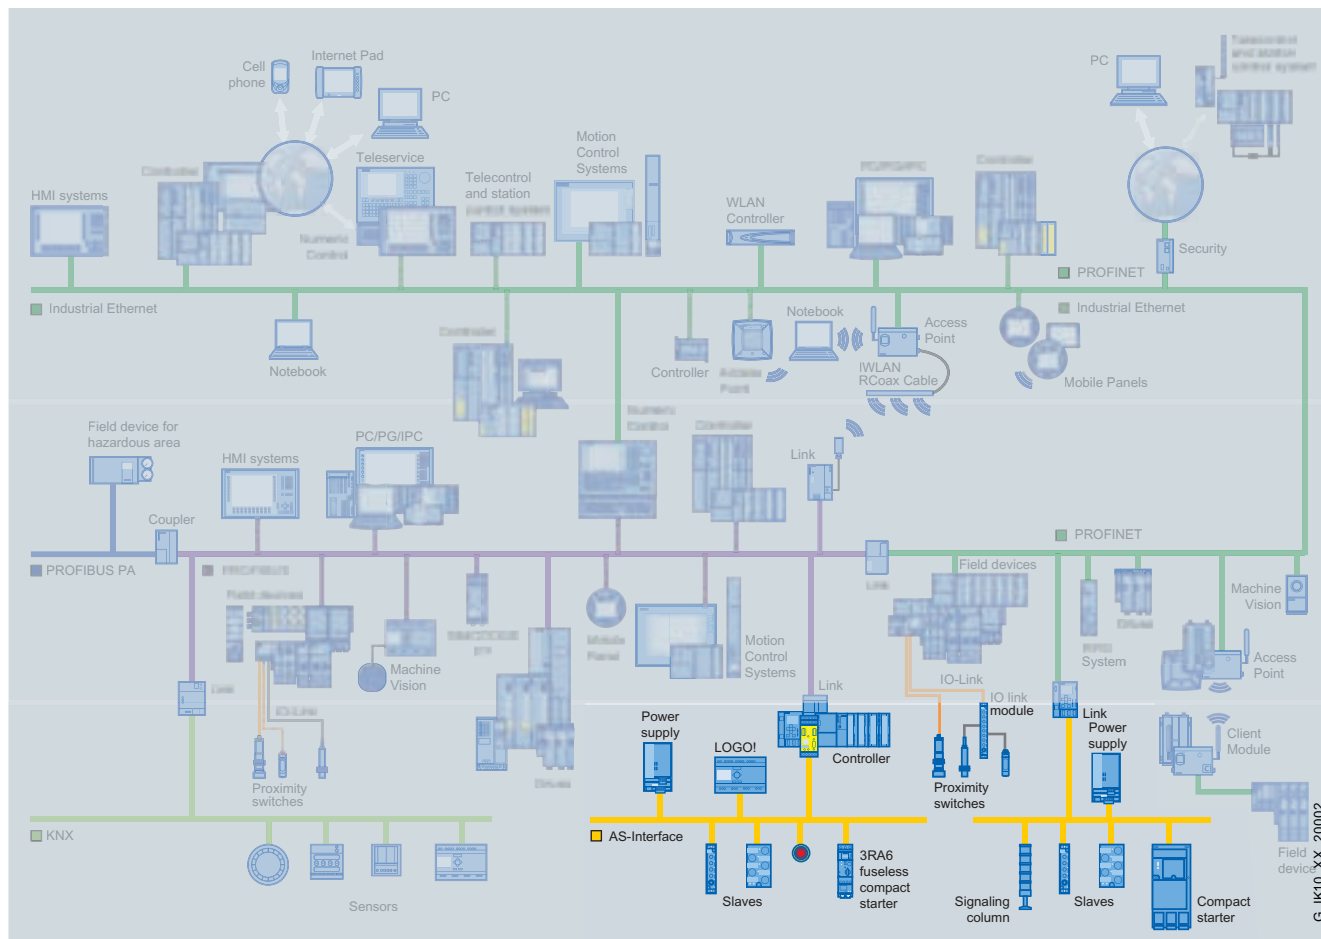 Cell
phone
Internet Pad
PC
Teleservice
HMI systems
Telecontrol
and station
Motion
Control
Systems
WLAN
Controller
PC
Security
PROFINET
Industrial Ethernet
Industrial Ethernet
Notebook
Controller
Notebook
Access
Point
IWLAN
RCoax Cable
Mobile Panels
Field device for
hazardous area
HMI systems
PC/PG/IPC
Link
Coupler
PROFIBUS PA
PROFINET
Field devices
Machine
Vision
Machine
Vision
Motion
Control
Systems
System
Access
Point
Link
IO-Link
IO link
module
Link
Power
supply
Power
supply
LOGO!
Controller
Proximity
switches
Proximity
switches
Client
Module
KNX
AS-Interface
Sensors
Slaves
3RA6
fuseless
compact
starter
Signaling
column
Slaves
Compact
starter
Field
device
G_IK10_XX_20002